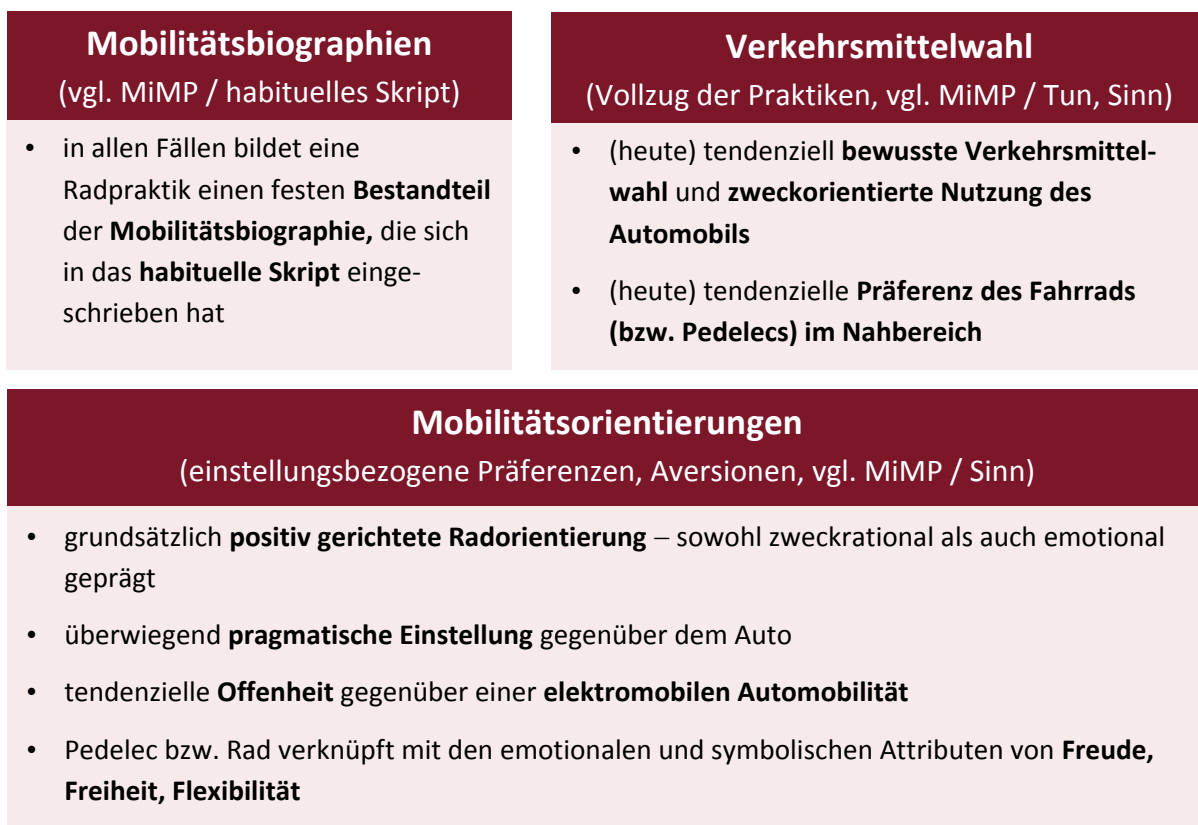 Mobilitätsbiographien
(vgl. MiMP / habituelles Skript)
• in allen Fällen bildet eine
Radpraktik einen festen Bestandteil
der Mobilitätsbiographie, die sich
in das habituelle Skript einge-
schrieben hat
Verkehrsmittelwahl
(Vollzug der Praktiken, vgl. MiMP / Tun, Sinn)
• (heute) tendenziell bewusste Verkehrsmittel-
wahl und zweckorientierte Nutzung des
Automobils
• (heute) tendenzielle Präferenz des Fahrrads
(bzw. Pedelecs) im Nahbereich
Mobilitätsorientierungen
(einstellungsbezogene Präferenzen, Aversionen, vgl. MiMP / Sinn)
• grundsätzlich positiv gerichtete Radorientierung – sowohl zweckrational als auch emotional
geprägt
• überwiegend pragmatische Einstellung gegenüber dem Auto
• tendenzielle Offenheit gegenüber einer elektromobilen Automobilität
• Pedelec bzw. Rad verknüpft mit den emotionalen und symbolischen Attributen von Freude,
Freiheit, Flexibilität